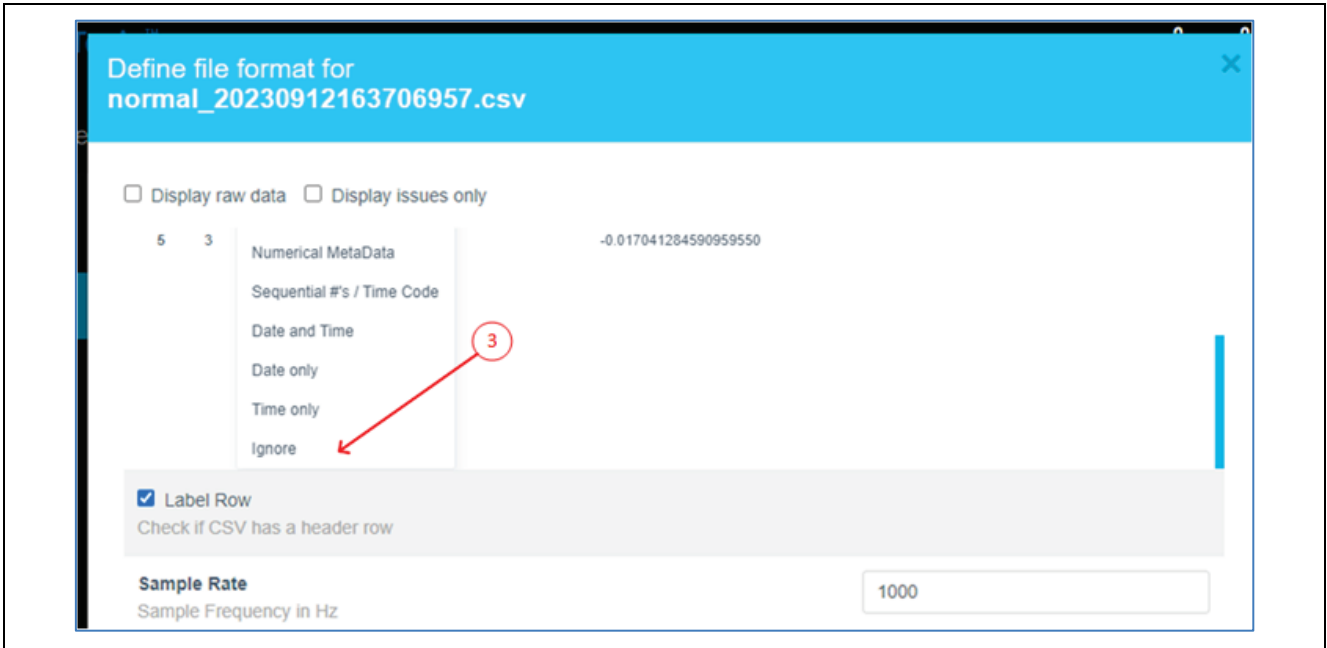 Define file format for
normal_20230912163706957.csv
×
Display raw data Display issues only
5 3 -0.017041284590959550
Numerical MetaData
Sequential #'s / Time Code
Date and Time
3
Date only
Time only
Ignore
Label Row
Check if CSV has a header row
Sample Rate
1000
Sample Frequency in Hz